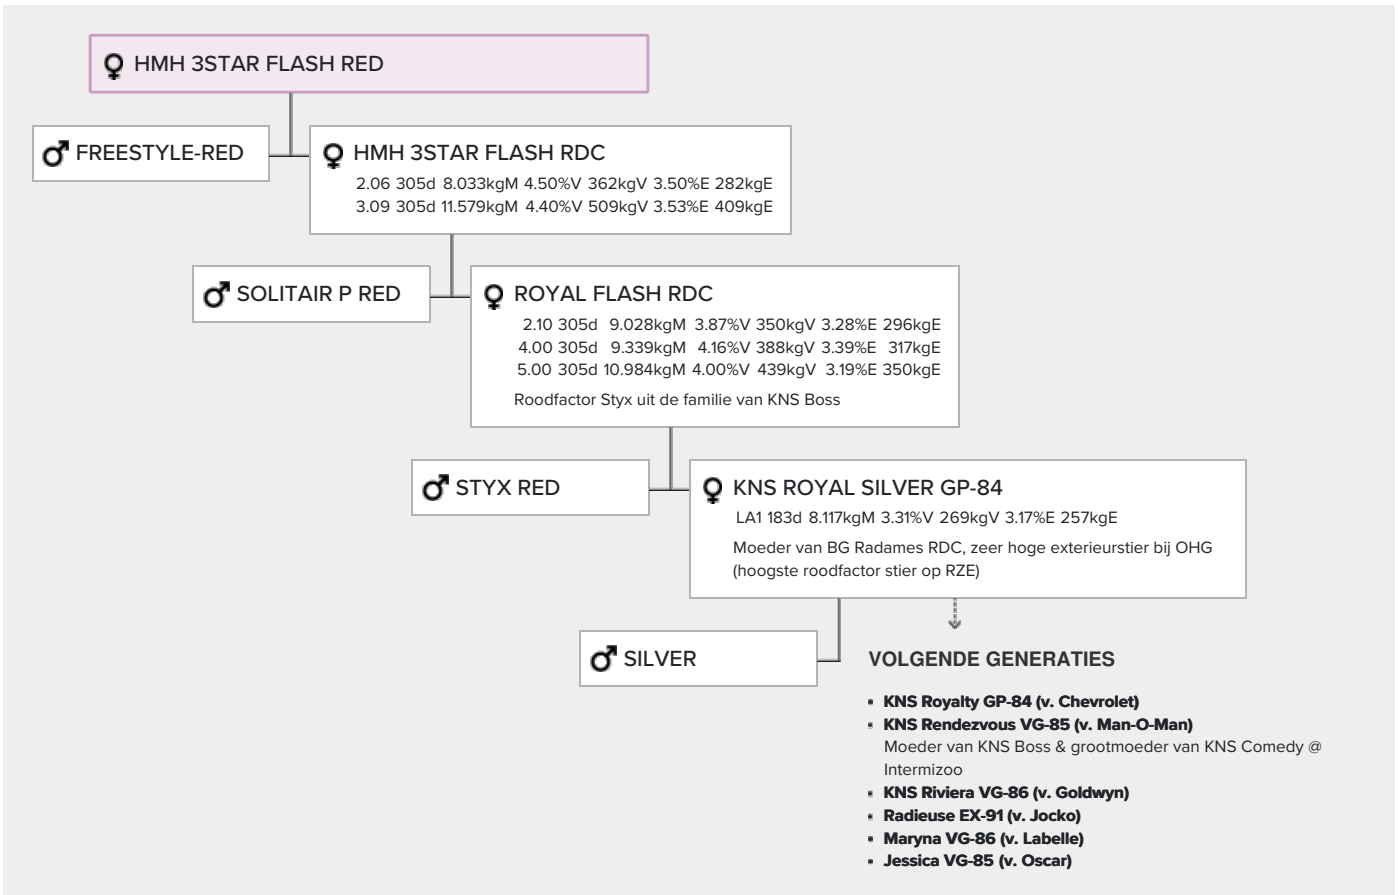 HMH 3STAR FLASH RED
FREESTYLE-RED
HMH 3STAR FLASH RDC
2.06 305d 8.033kgM 4.50%V 362kgV 3.50%E 282kgE
3.09 305d 11.579kgM 4.40%V 509kgV 3.53%E 409kgE
SOLITAIR P RED
ROYAL FLASH RDC
2.10 305d 9.028kgM 3.87%V 350kgV 3.28%E 296kgE
4.00 305d 9.339kgM 4.16%V 388kgV 3.39%E 317kgE
5.00 305d 10.984kgM 4.00%V 439kgV 3.19%E 350kgE
Roodfactor Styx uit de familie van KNS Boss
STYX RED
KNS ROYAL SILVER GP-84
LA1 183d 8.117kgM 3.31%V 269kgV 3.17%E 257kgE
Moeder van BG Radames RDC, zeer hoge exterieurstier bij OHG
(hoogste roodfactor stier op RZE)
SILVER
VOLGENDE GENERATIES
• KNS Royalty GP-84 (v. Chevrolet)
• KNS Rendezvous VG-85 (v. Man-O-Man)
Moeder van KNS Boss & grootmoeder van KNS Comedy @
Intermizoo
• KNS Riviera VG-86 (v. Goldwyn)
• Radieuse EX-91 (v. Jocko)
• Maryna VG-86 (v. Labelle)
• Jessica VG-85 (v. Oscar)